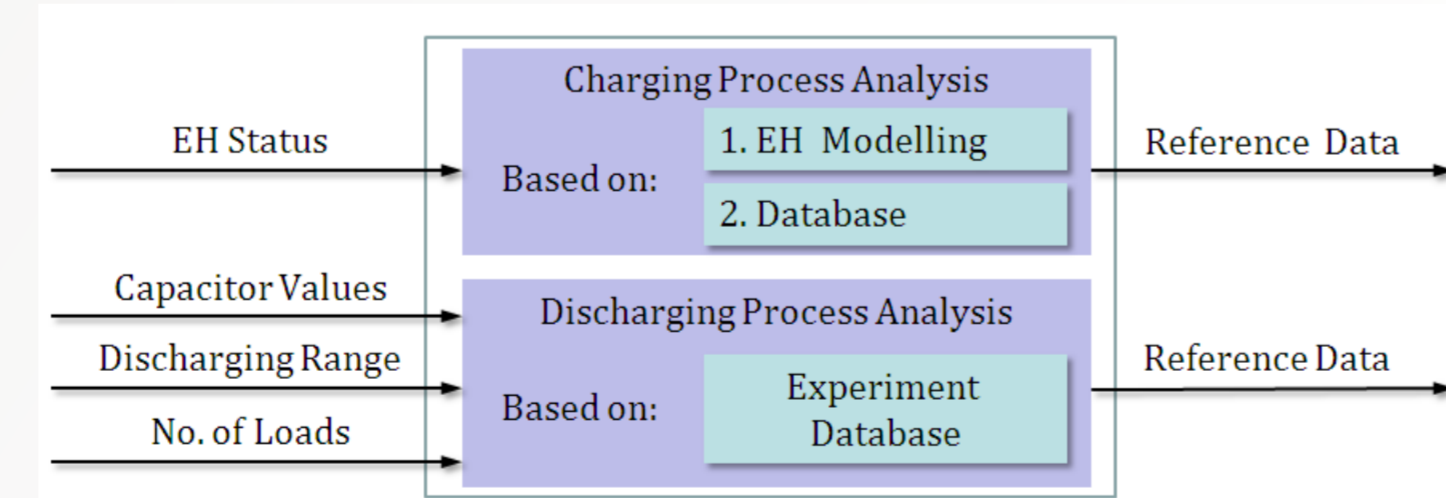 Charging Process Analysis
EH Status
Based on:
1. EH Modelling
2. Database
Reference Data
Capacitor Values
Discharging Range
No. of Loads
Discharging Process Analysis
Based on:
Experiment
Database
Reference Data